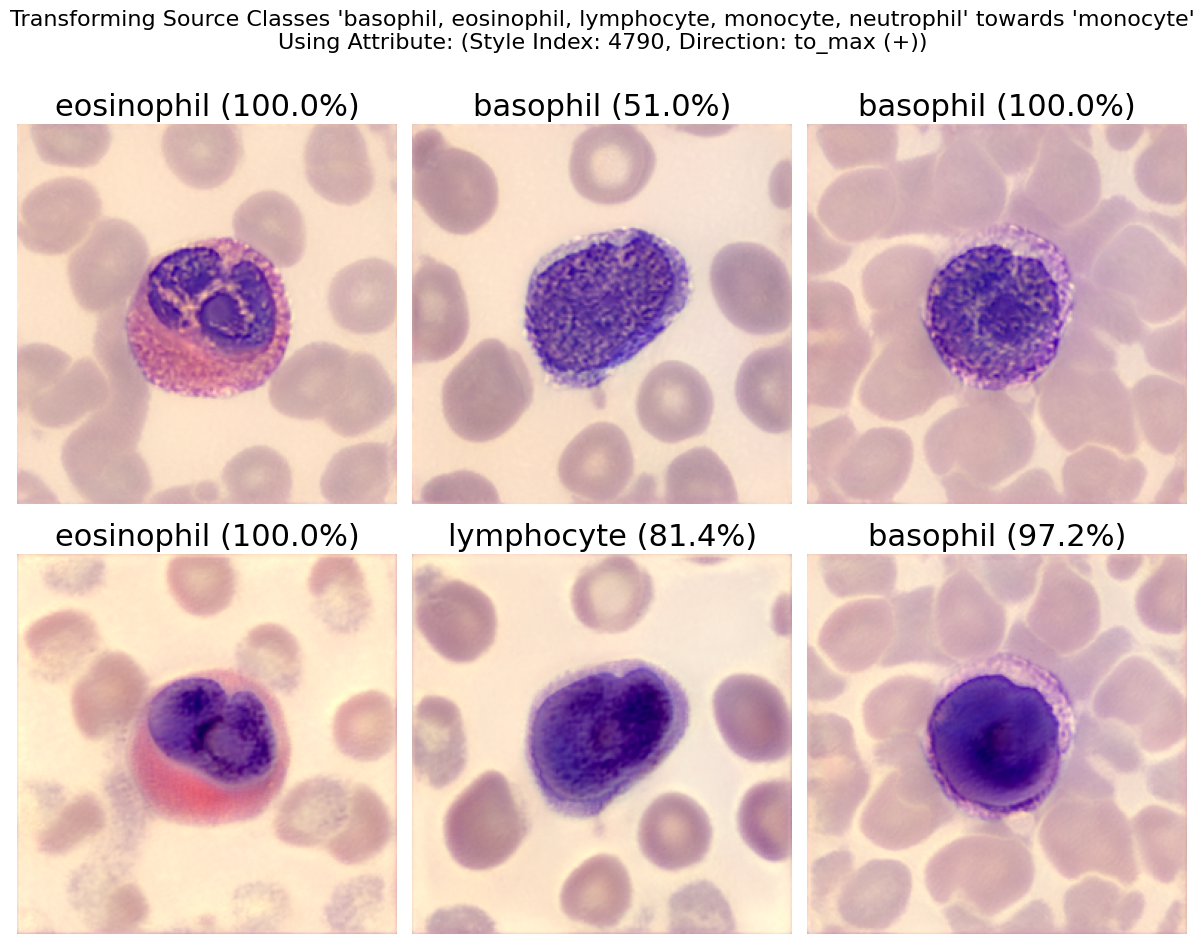 Transforming Source Classes 'basophil, eosinophil, lymphocyte, monocyte, neutrophil' towards 'monocyte'
Using Attribute: (Style Index: 4790, Direction: to_max (+))
eosinophil (100.0%)
basophil (51.0%)
basophil (100.0%)
eosinophil (100.0%)
lymphocyte (81.4%)
basophil (97.2%)